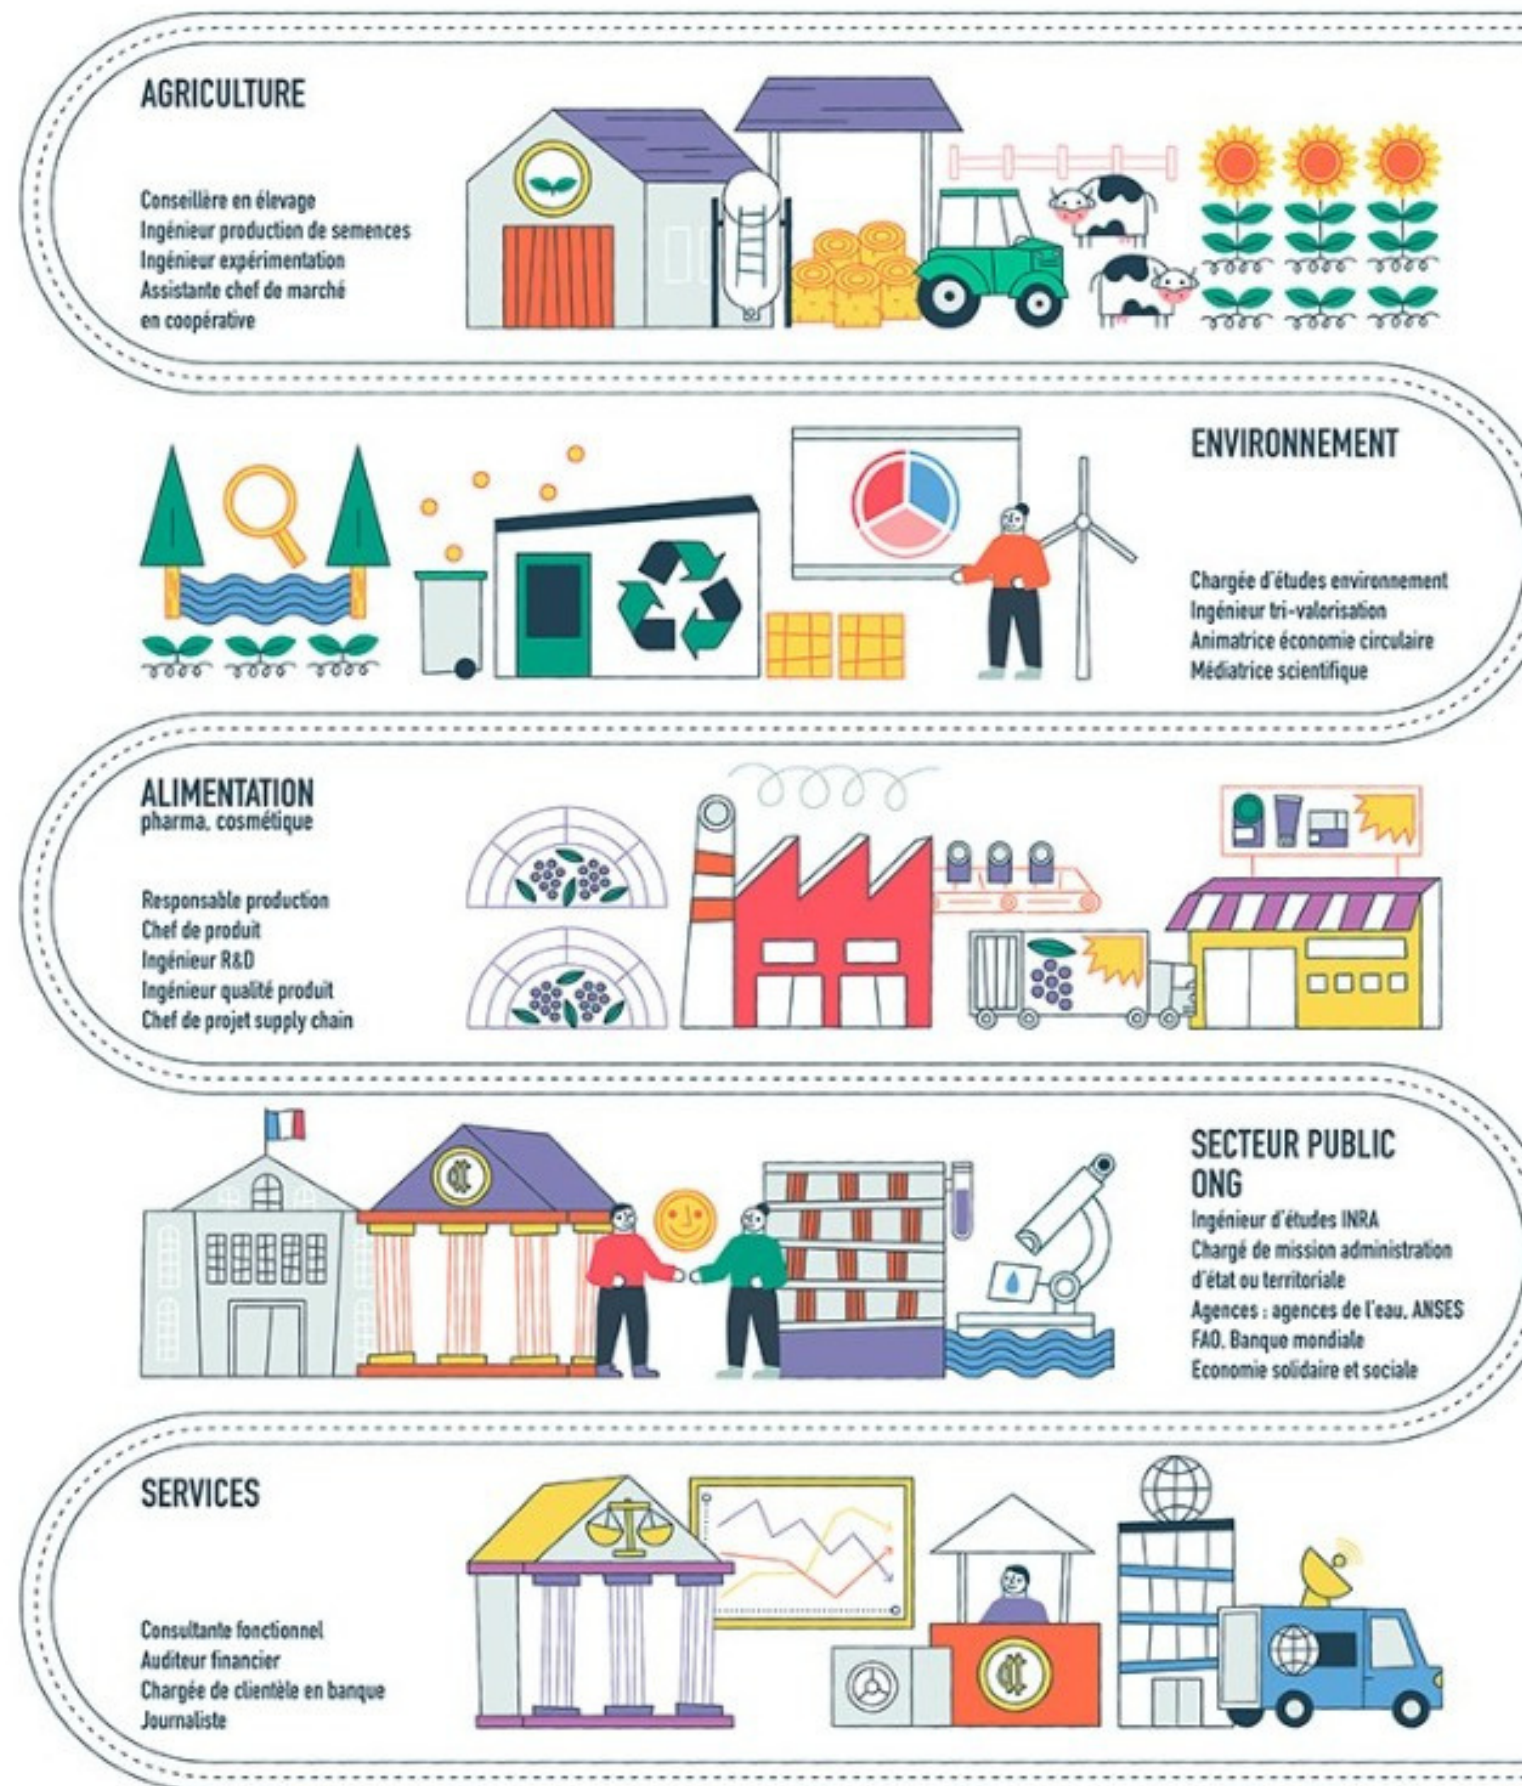 AGRICULTURE
Conseillère en élevage
Ingénieur production de semences
Ingénieur expérimentation
Assistante chef de marché
en coopérative
ENVIRONNEMENT
Chargée d'études environnement
Ingénieur tri-valorisation
Animatrice économie circulaire
Médiatrice scientifique
ALIMENTATION
pharma, cosmétique
Responsable production
Chef de produit
Ingénieur R&D
Ingénieur qualité produit
Chef de projet supply chain
SECTEUR PUBLIC
ONG
Ingénieur d'études INRA
Chargé de mission administration
d'état ou territoriale
Agences : agences de l'eau, ANSES
FAO, Banque mondiale
Economie solidaire et sociale
SERVICES
Consultante fonctionnel
Auditeur financier
Chargée de clientèle en banque
Journaliste